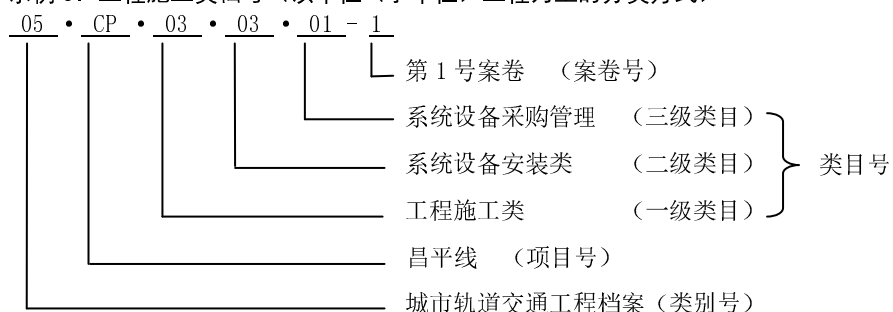 05·CP·03·03·01-1
第1号案卷 （案卷号）
系统设备采购管理 （三级类目）
系统设备安装类 （二级类目） 类目号
工程施工类 （一级类目）
昌平线 （项目号）
城市轨道交通工程档案（类别号）